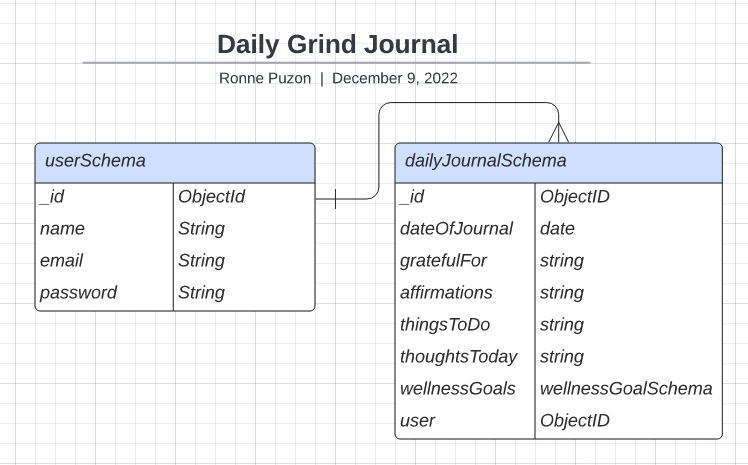 Daily Grind Journal
Ronne Puzon | December 9, 2022
userSchema
_id ObjectId
name String
email String
password String
dailyJournalSchema
_id ObjectID
dateOfJournal date
gratefulFor string
affirmations string
thingsToDo string
thoughtsToday string
wellnessGoals wellnessGoalSchema
user ObjectID